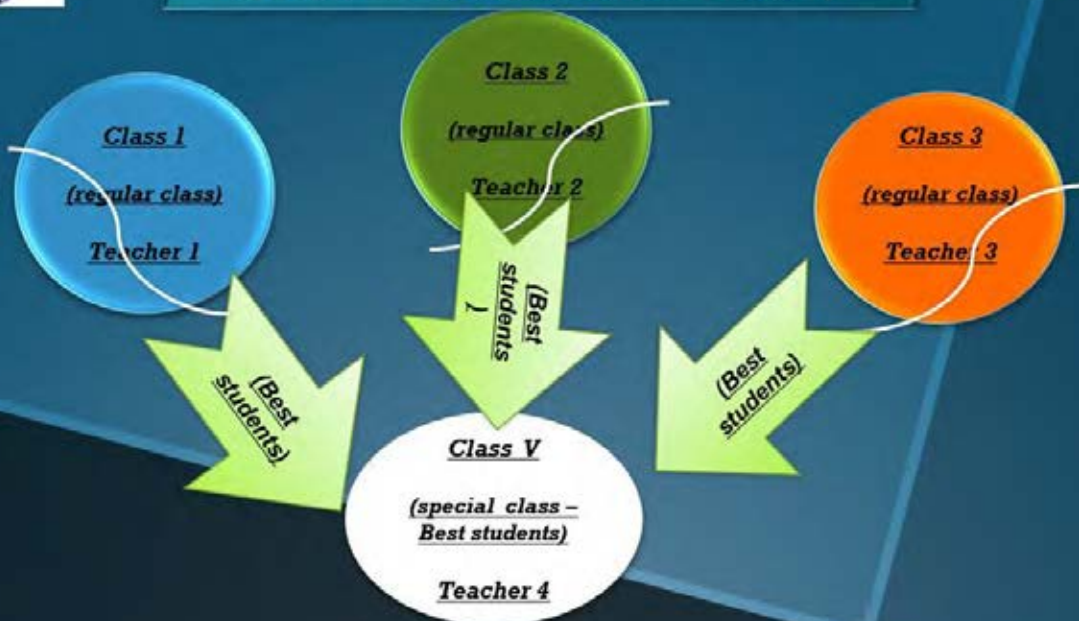 Class 1
(regular class)
Teacher 1
Class 2
(regular class)
Teacher 2
Class 3
(regular class)
Teacher 3
(Best
students)
(Best
students
)
(Best
students)
Class V
(special class –
Best students)
Teacher 4